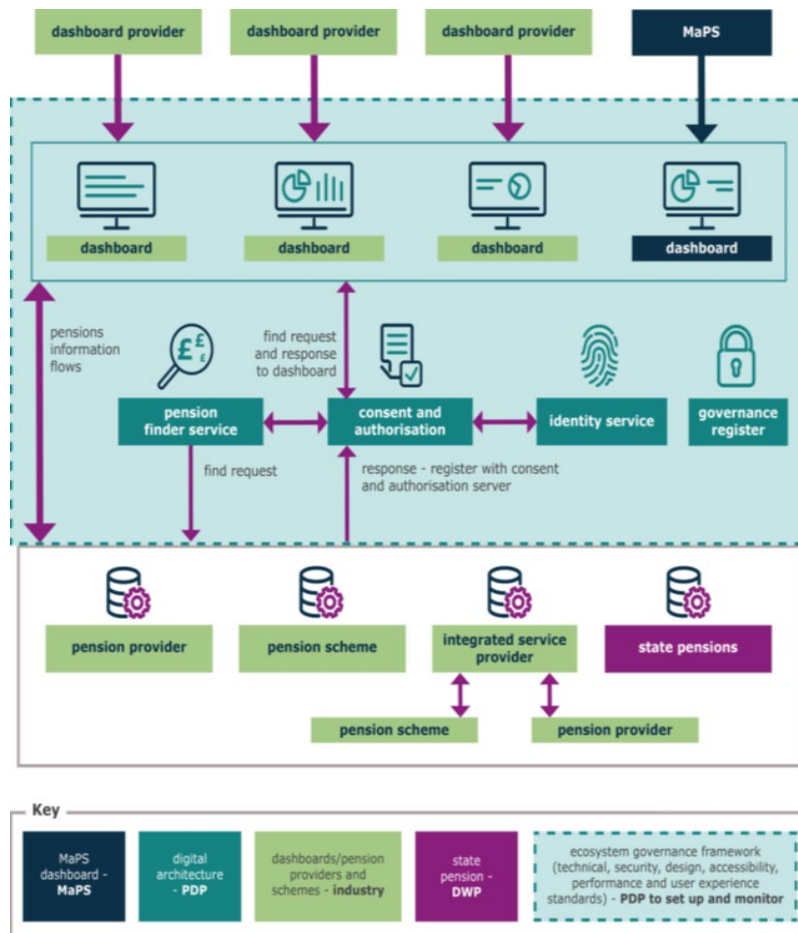 dashboard provider
dashboard provider
dashboard provider
MaPS
dashboard
dashboard
dashboard
dashboard
pensions
information
flows
find request
and response
to dashboard
££
£
pension
finder service
consent and
authorisation
identity service
governance
register
find request
response - register with consent
and authorisation server
pension provider
pension scheme
integrated service
provider
state pensions
pension scheme
pension provider
Key
MaPS
dashboard -
MaPS
digital
architecture
- PDP
dashboards/pension
providers and
schemes - industry
state
pension -
DWP
ecosystem governance framework
(technical, security, design, accessibility,
performance and user experience
standards) - PDP to set up and monitor